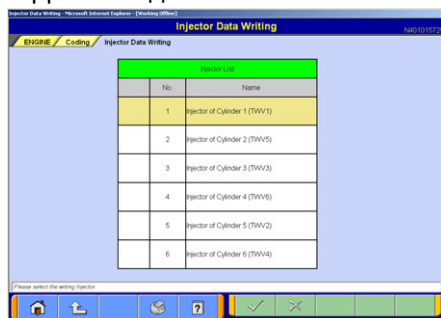 Injector Data Writing - Microsoft Internet Explorer - [Working Offline]
Injector Data Writing
ENGINE Coding Injector Data Writing
Injector List
No. Name
1 Injector of Cylinder 1 (TWV1)
2 Injector of Cylinder 2 (TWV5)
3 Injector of Cylinder 3 (TWV3)
4 Injector of Cylinder 4 (TWV6)
5 Injector of Cylinder 5 (TWV2)
6 Injector of Cylinder 6 (TWV4)
Please select the writing Injector.
?